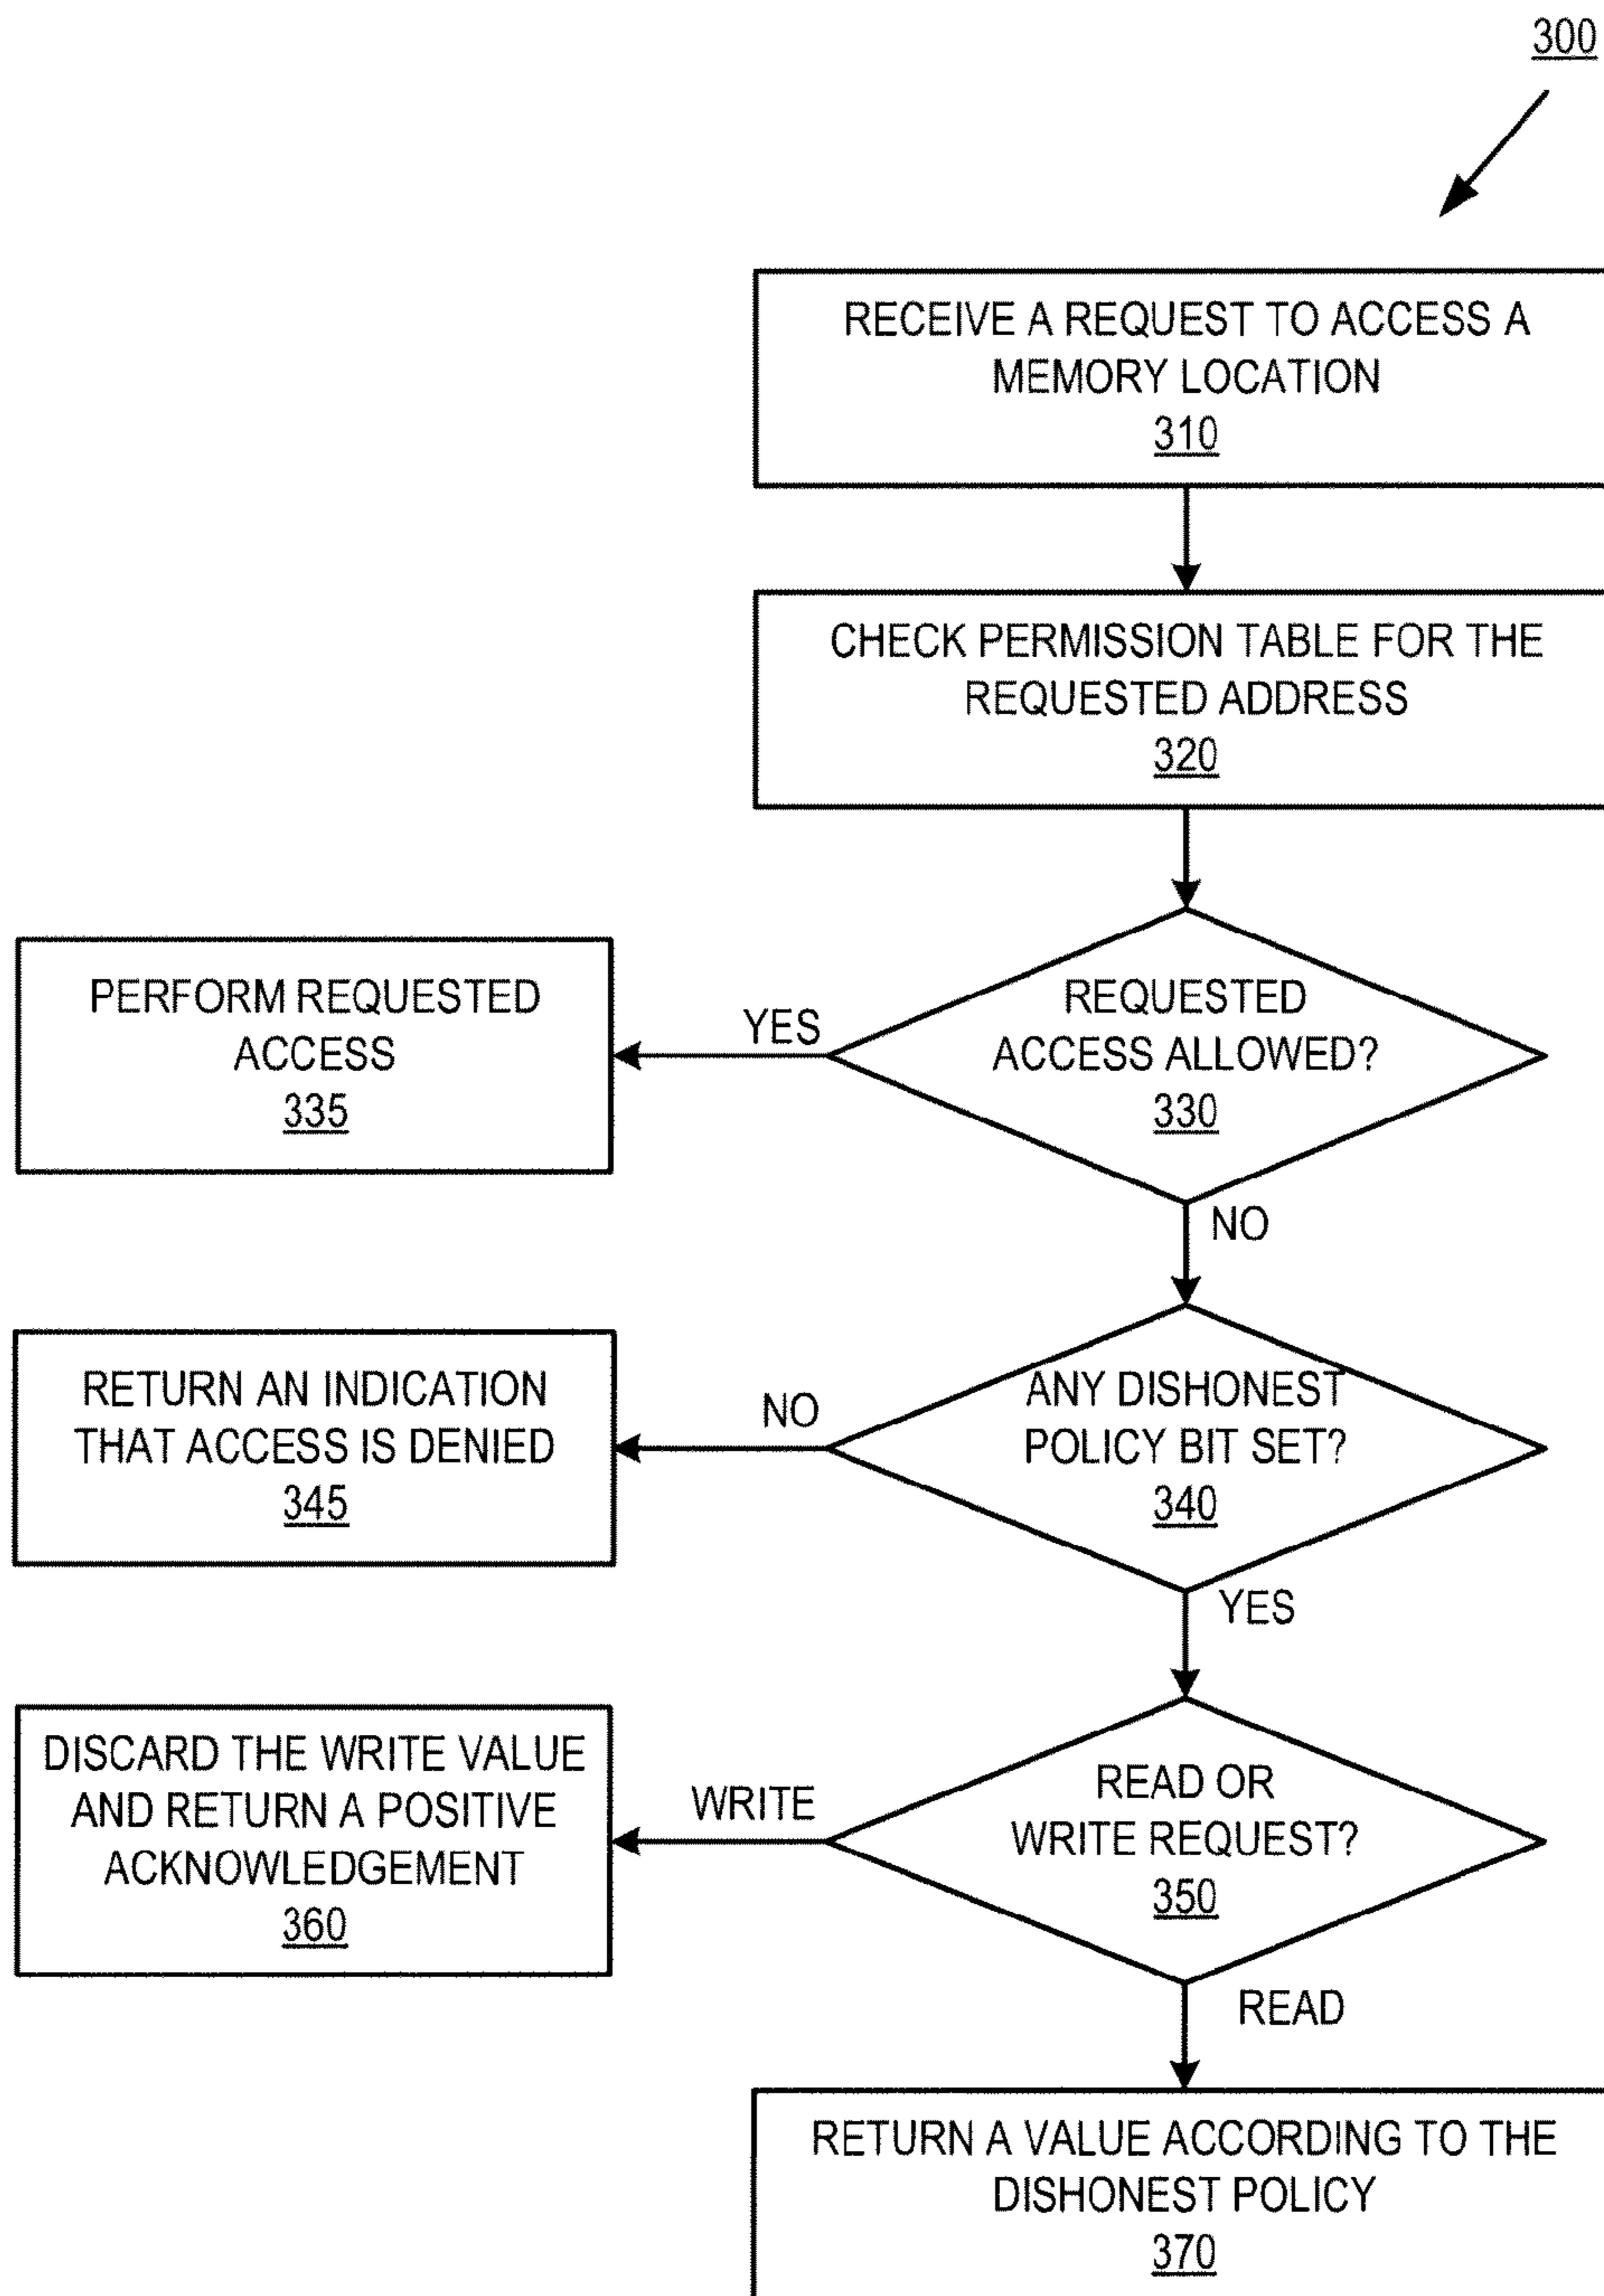 300
RECEIVE A REQUEST TO ACCESS A
MEMORY LOCATION
310
CHECK PERMISSION TABLE FOR THE
REQUESTED ADDRESS
320
REQUESTED
ACCESS ALLOWED?
330
YES
PERFORM REQUESTED
ACCESS
335
NO
ANY DISHONEST
POLICY BIT SET?
340
NO
RETURN AN INDICATION
THAT ACCESS IS DENIED
345
YES
READ OR
WRITE REQUEST?
350
WRITE
DISCARD THE WRITE VALUE
AND RETURN A POSITIVE
ACKNOWLEDGEMENT
360
READ
RETURN A VALUE ACCORDING TO THE
DISHONEST POLICY
370